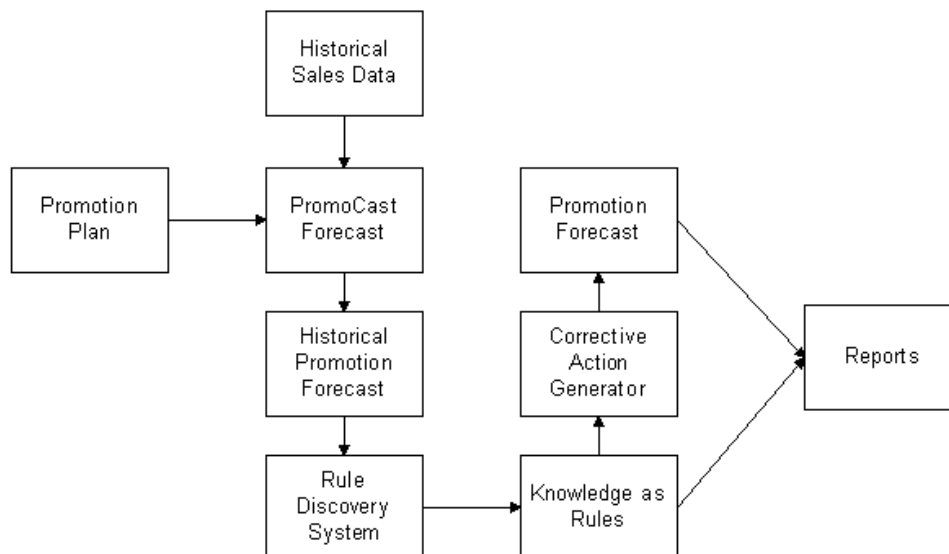 Historical
Sales Data
Promotion
Plan
PromoCast
Forecast
Promotion
Forecast
Historical
Promotion
Forecast
Corrective
Action
Generator
Reports
Rule
Discovery
System
Knowledge as
Rules